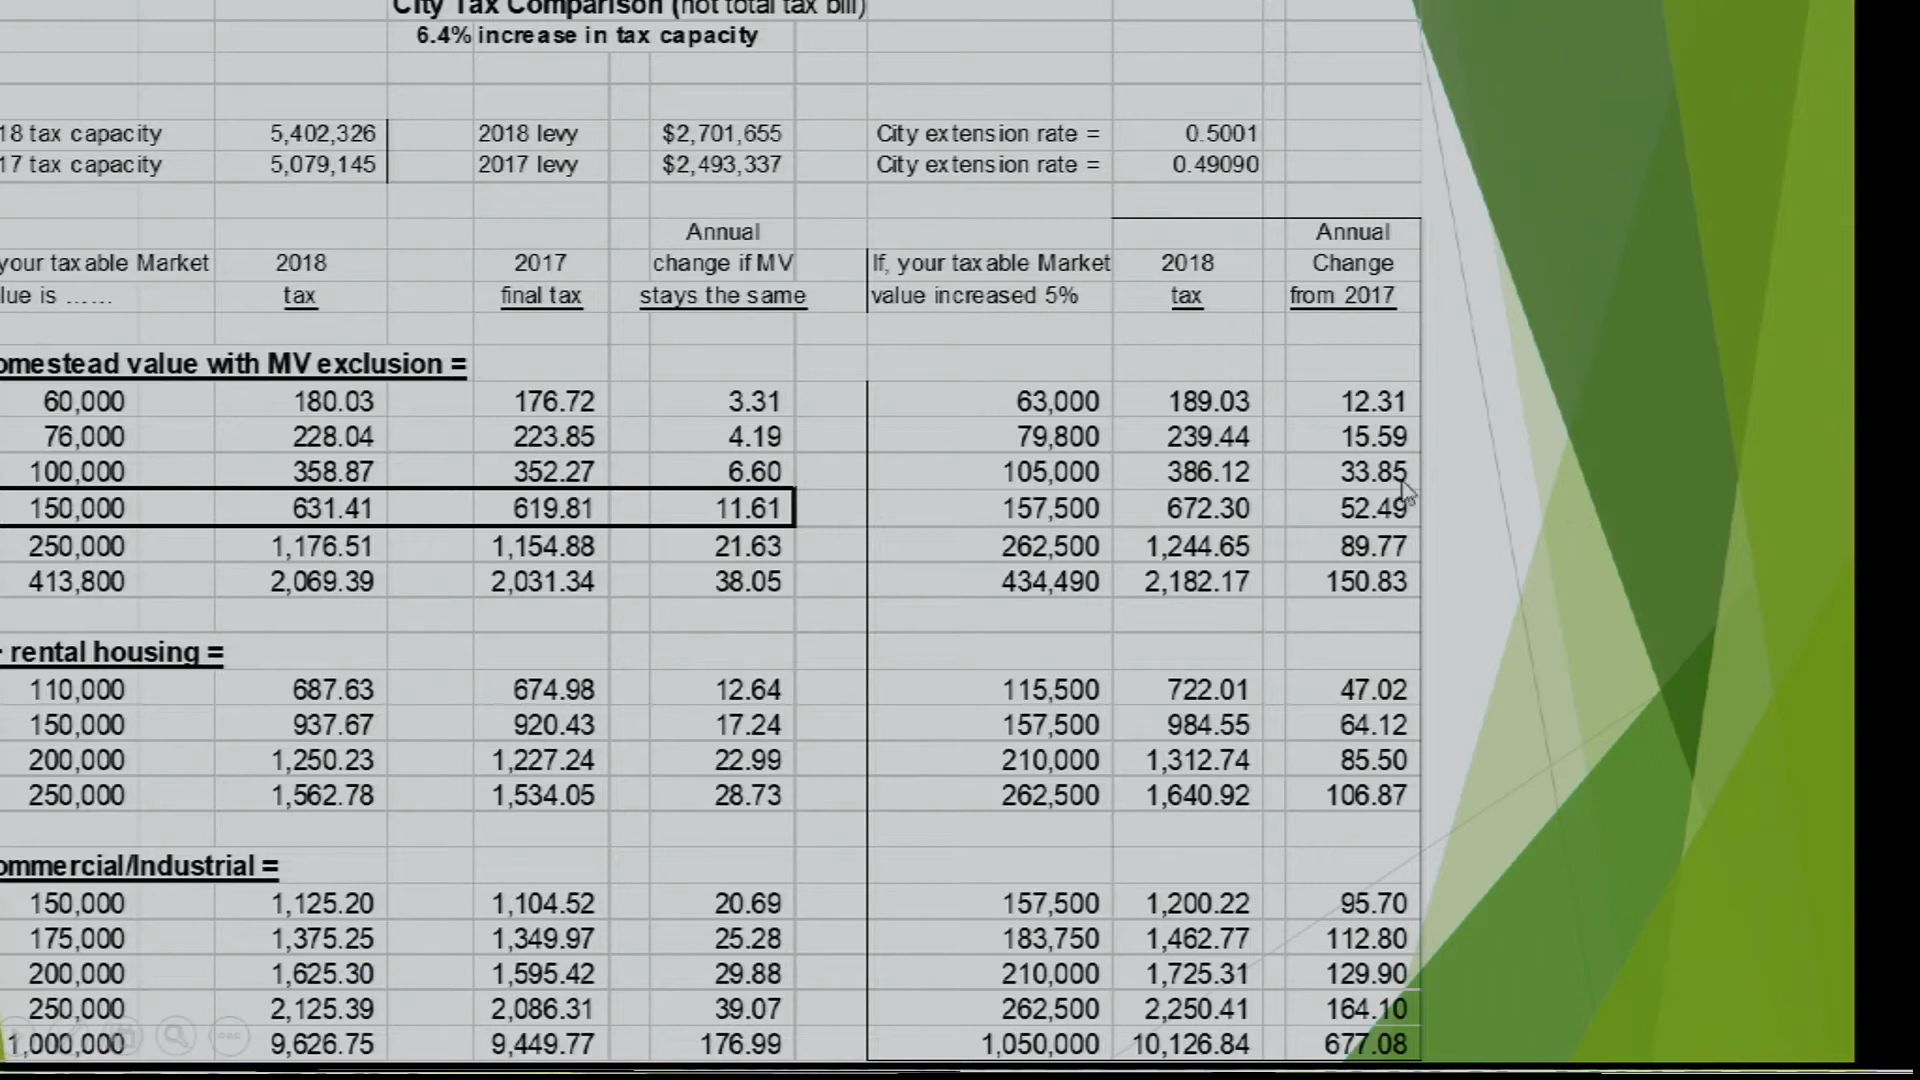 City Tax Comparison (not total tax bill)
6.4% increase in tax capacity
18 tax capacity 5,402,326 2018 levy $2,701,655 City extension rate = 0.5001
17 tax capacity 5,079,145 2017 levy $2,493,337 City extension rate = 0.49090
Annual Annual
your taxable Market 2018 2017 change if MV If, your taxable Market 2018 Change
lue is ...... tax final tax stays the same value increased 5% tax from 2017
omestead value with MV exclusion =
60,000 180.03 176.72 3.31 63,000 189.03 12.31
76,000 228.04 223.85 4.19 79,800 239.44 15.59
100,000 358.87 352.27 6.60 105,000 386.12 33.85
150,000 631.41 619.81 11.61 157,500 672.30 52.49
250,000 1,176.51 1,154.88 21.63 262,500 1,244.65 89.77
413,800 2,069.39 2,031.34 38.05 434,490 2,182.17 150.83
rental housing =
110,000 687.63 674.98 12.64 115,500 722.01 47.02
150,000 937.67 920.43 17.24 157,500 984.55 64.12
200,000 1,250.23 1,227.24 22.99 210,000 1,312.74 85.50
250,000 1,562.78 1,534.05 28.73 262,500 1,640.92 106.87
ommercial/Industrial =
150,000 1,125.20 1,104.52 20.69 157,500 1,200.22 95.70
175,000 1,375.25 1,349.97 25.28 183,750 1,462.77 112.80
200,000 1,625.30 1,595.42 29.88 210,000 1,725.31 129.90
250,000 2,125.39 2,086.31 39.07 262,500 2,250.41 164.10
1,000,000 9,626.75 9,449.77 176.99 1,050,000 10,126.84 677.08